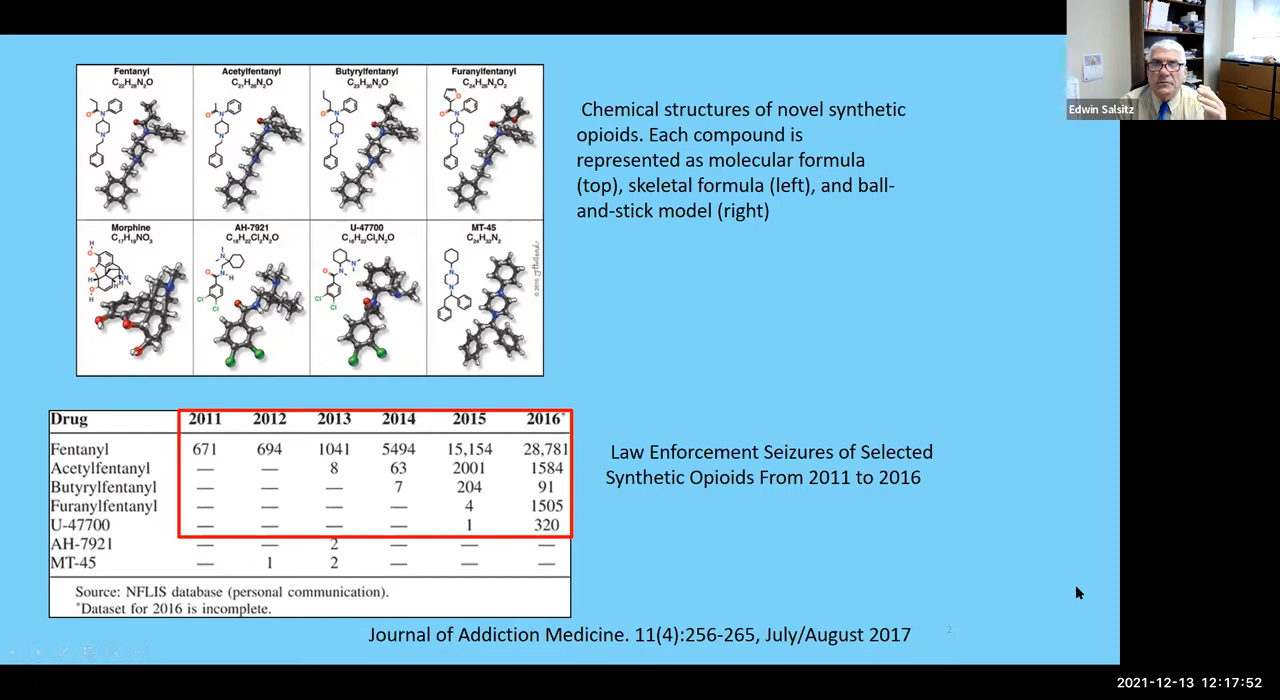 Edwin Salsitz
Fentanyl
C22H28N2O
Acetylfentanyl
C21H26N2O
Butyrylfentanyl
C23H30N2O
Furanylfentanyl
C24H26N2O2
Morphine
C17H19NO3
AH-7921
C16H22Cl2N2O
U-47700
C16H22Cl2N2O
MT-45
C24H32N2
Chemical structures of novel synthetic
opioids. Each compound is
represented as molecular formula
(top), skeletal formula (left), and ball-
and-stick model (right)
Drug 2011 2012 2013 2014 2015 2016*
Fentanyl 671 694 1041 5494 15,154 28,781
Acetylfentanyl — — 8 63 2001 1584
Butyrylfentanyl — — — 7 204 91
Furanylfentanyl — — — — 4 1505
U-47700 — — — — 1 320
AH-7921 — — 2 — — —
MT-45 — 1 2 — — —
Source: NFLIS database (personal communication).
*Dataset for 2016 is incomplete.
Law Enforcement Seizures of Selected
Synthetic Opioids From 2011 to 2016
Journal of Addiction Medicine. 11(4):256-265, July/August 2017
2
2021-12-13 12:17:52